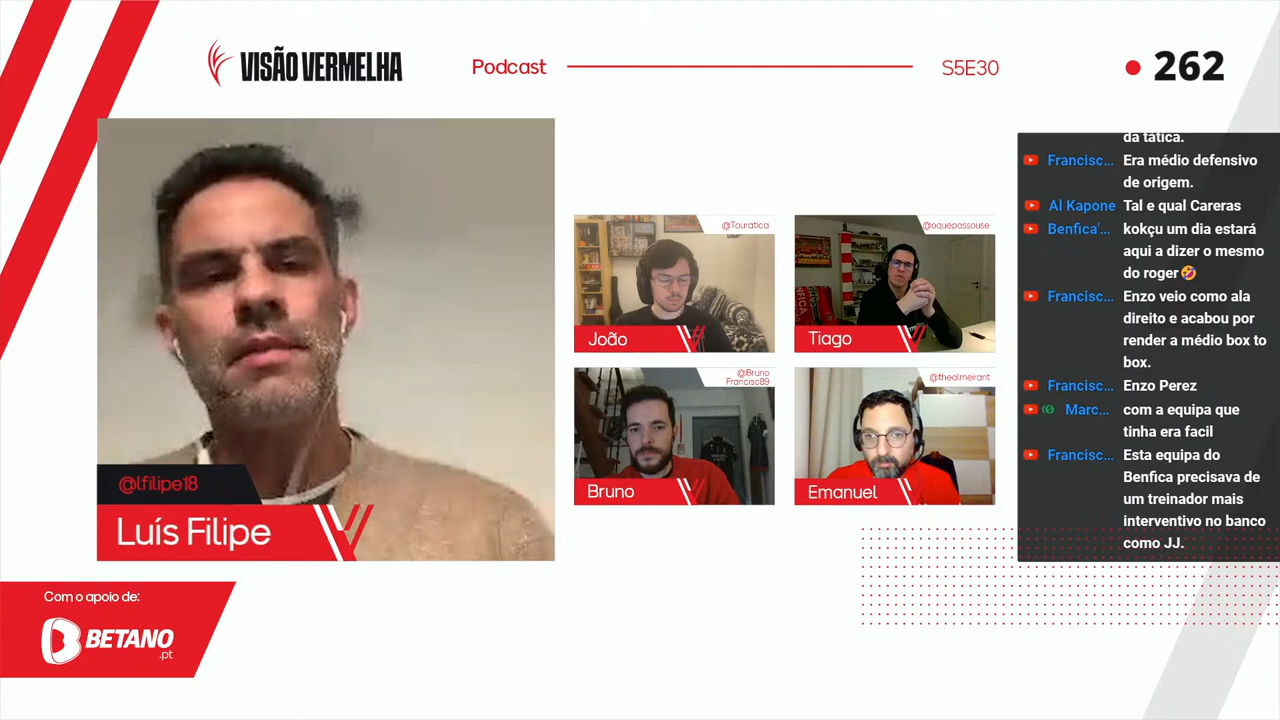 VISÃO VERMELHA
Podcast
S5E30
262
@lfilipe18
Luís Filipe
@Touratica
João
@oquepassouse
Tiago
@Bruno
Francisc89
Bruno
@thealmeirant
Emanuel
da tática.
Francisc... Era médio defensivo
de origem.
Al Kapone Tal e qual Careras
Benfica'... kokçu um dia estará
aqui a dizer o mesmo
do roger🤣
Francisc... Enzo veio como ala
direito e acabou por
render a médio box to
box.
Francisc... Enzo Perez
Marc... com a equipa que
tinha era facil
Francisc... Esta equipa do
Benfica precisava de
um treinador mais
interventivo no banco
como JJ.
Com o apoio de:
BETANO
.pt